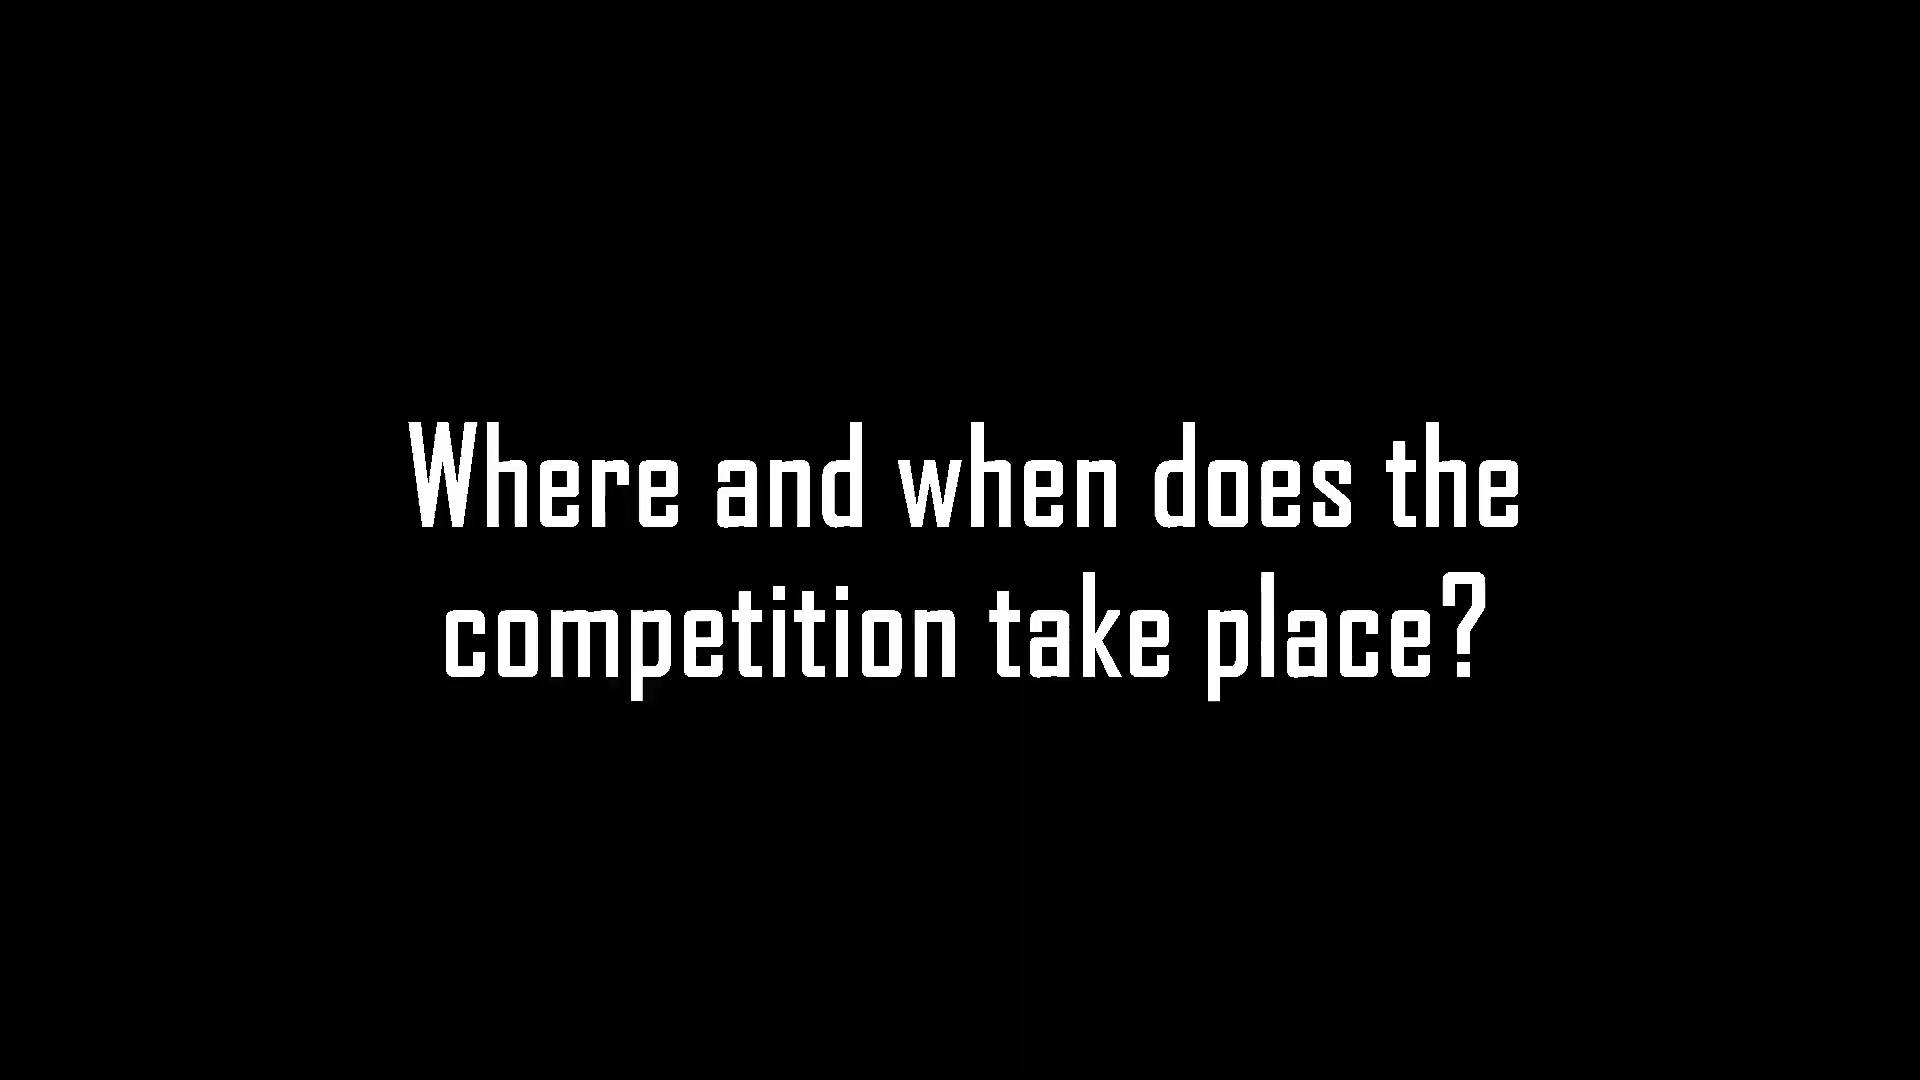 Where and when does the
competition take place?